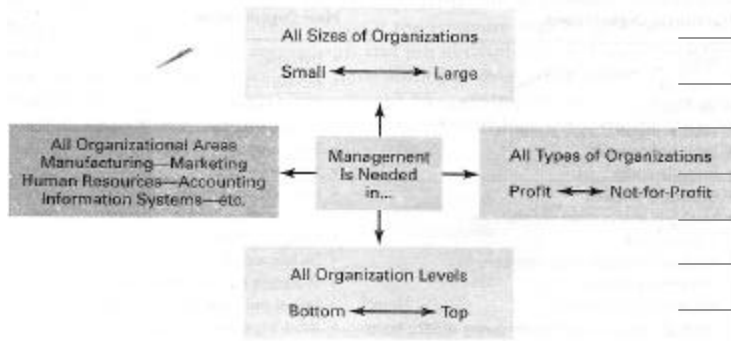 All Sizes of Organizations
Small Large
All Organizational Areas
Manufacturing—Marketing
Human Resources—Accounting
Information Systems—etc.
Management
Is Needed
in...
All Types of Organizations
Profit Not-for-Profit
All Organization Levels
Bottom Top